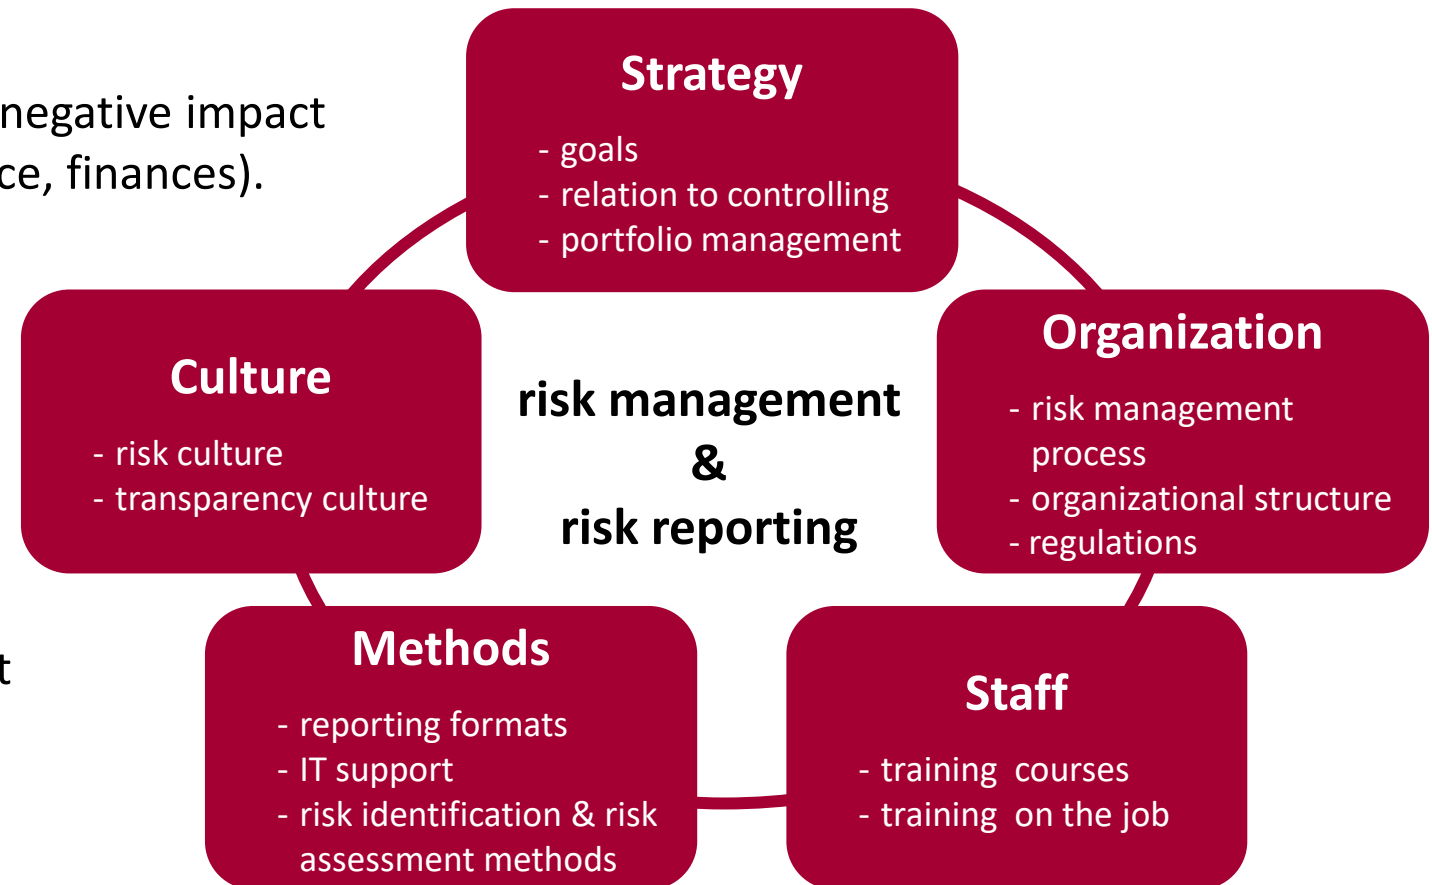 negative impact
ce, finances).
t
Strategy
- goals
- relation to controlling
- portfolio management
Culture
- risk culture
- transparency culture
risk management
&
risk reporting
Organization
- risk management
process
- organizational structure
- regulations
Methods
- reporting formats
- IT support
- risk identification & risk
assessment methods
Staff
- training courses
- training on the job